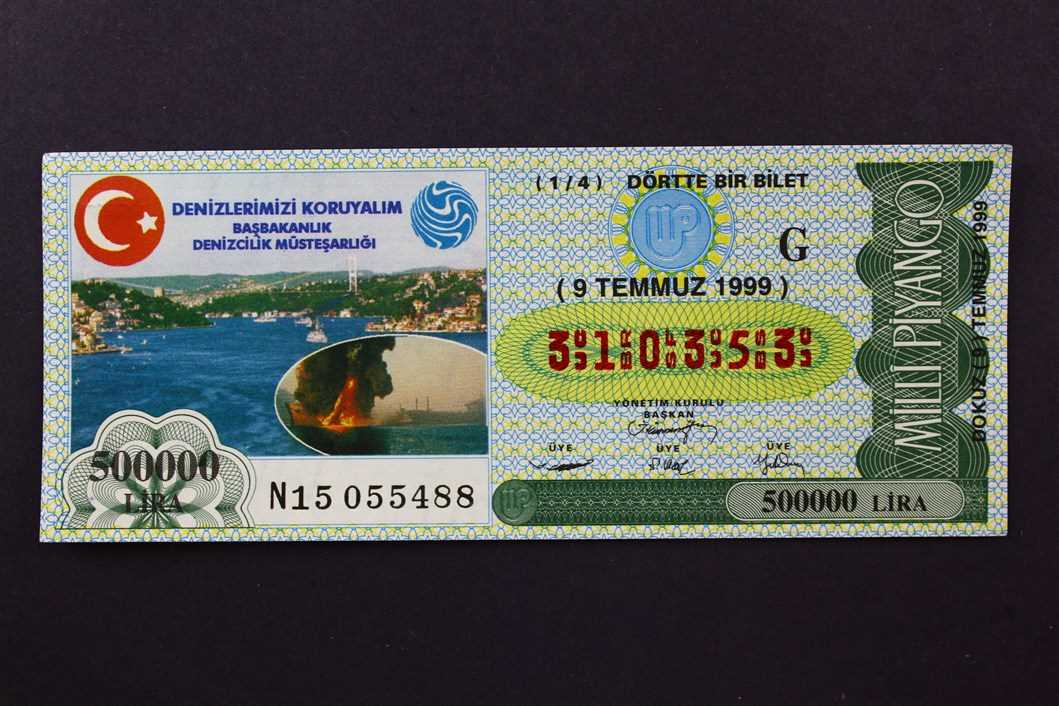 DENİZLERİMİZİ KORUYALIM
BAŞBAKANLIK
DENİZCİLİK MÜSTEŞARLIĞI
500000
LİRA
N15 055488
(1/4) DÖRTTE BİR BİLET
G
( 9 TEMMUZ 1999 )
310353
YÖNETİM KURULU
BAŞKAN
ÜYE ÜYE ÜYE
500000 LİRA
MİLLİ PİYANGO
DOKUZ ( 9 ) TEMMUZ 1999